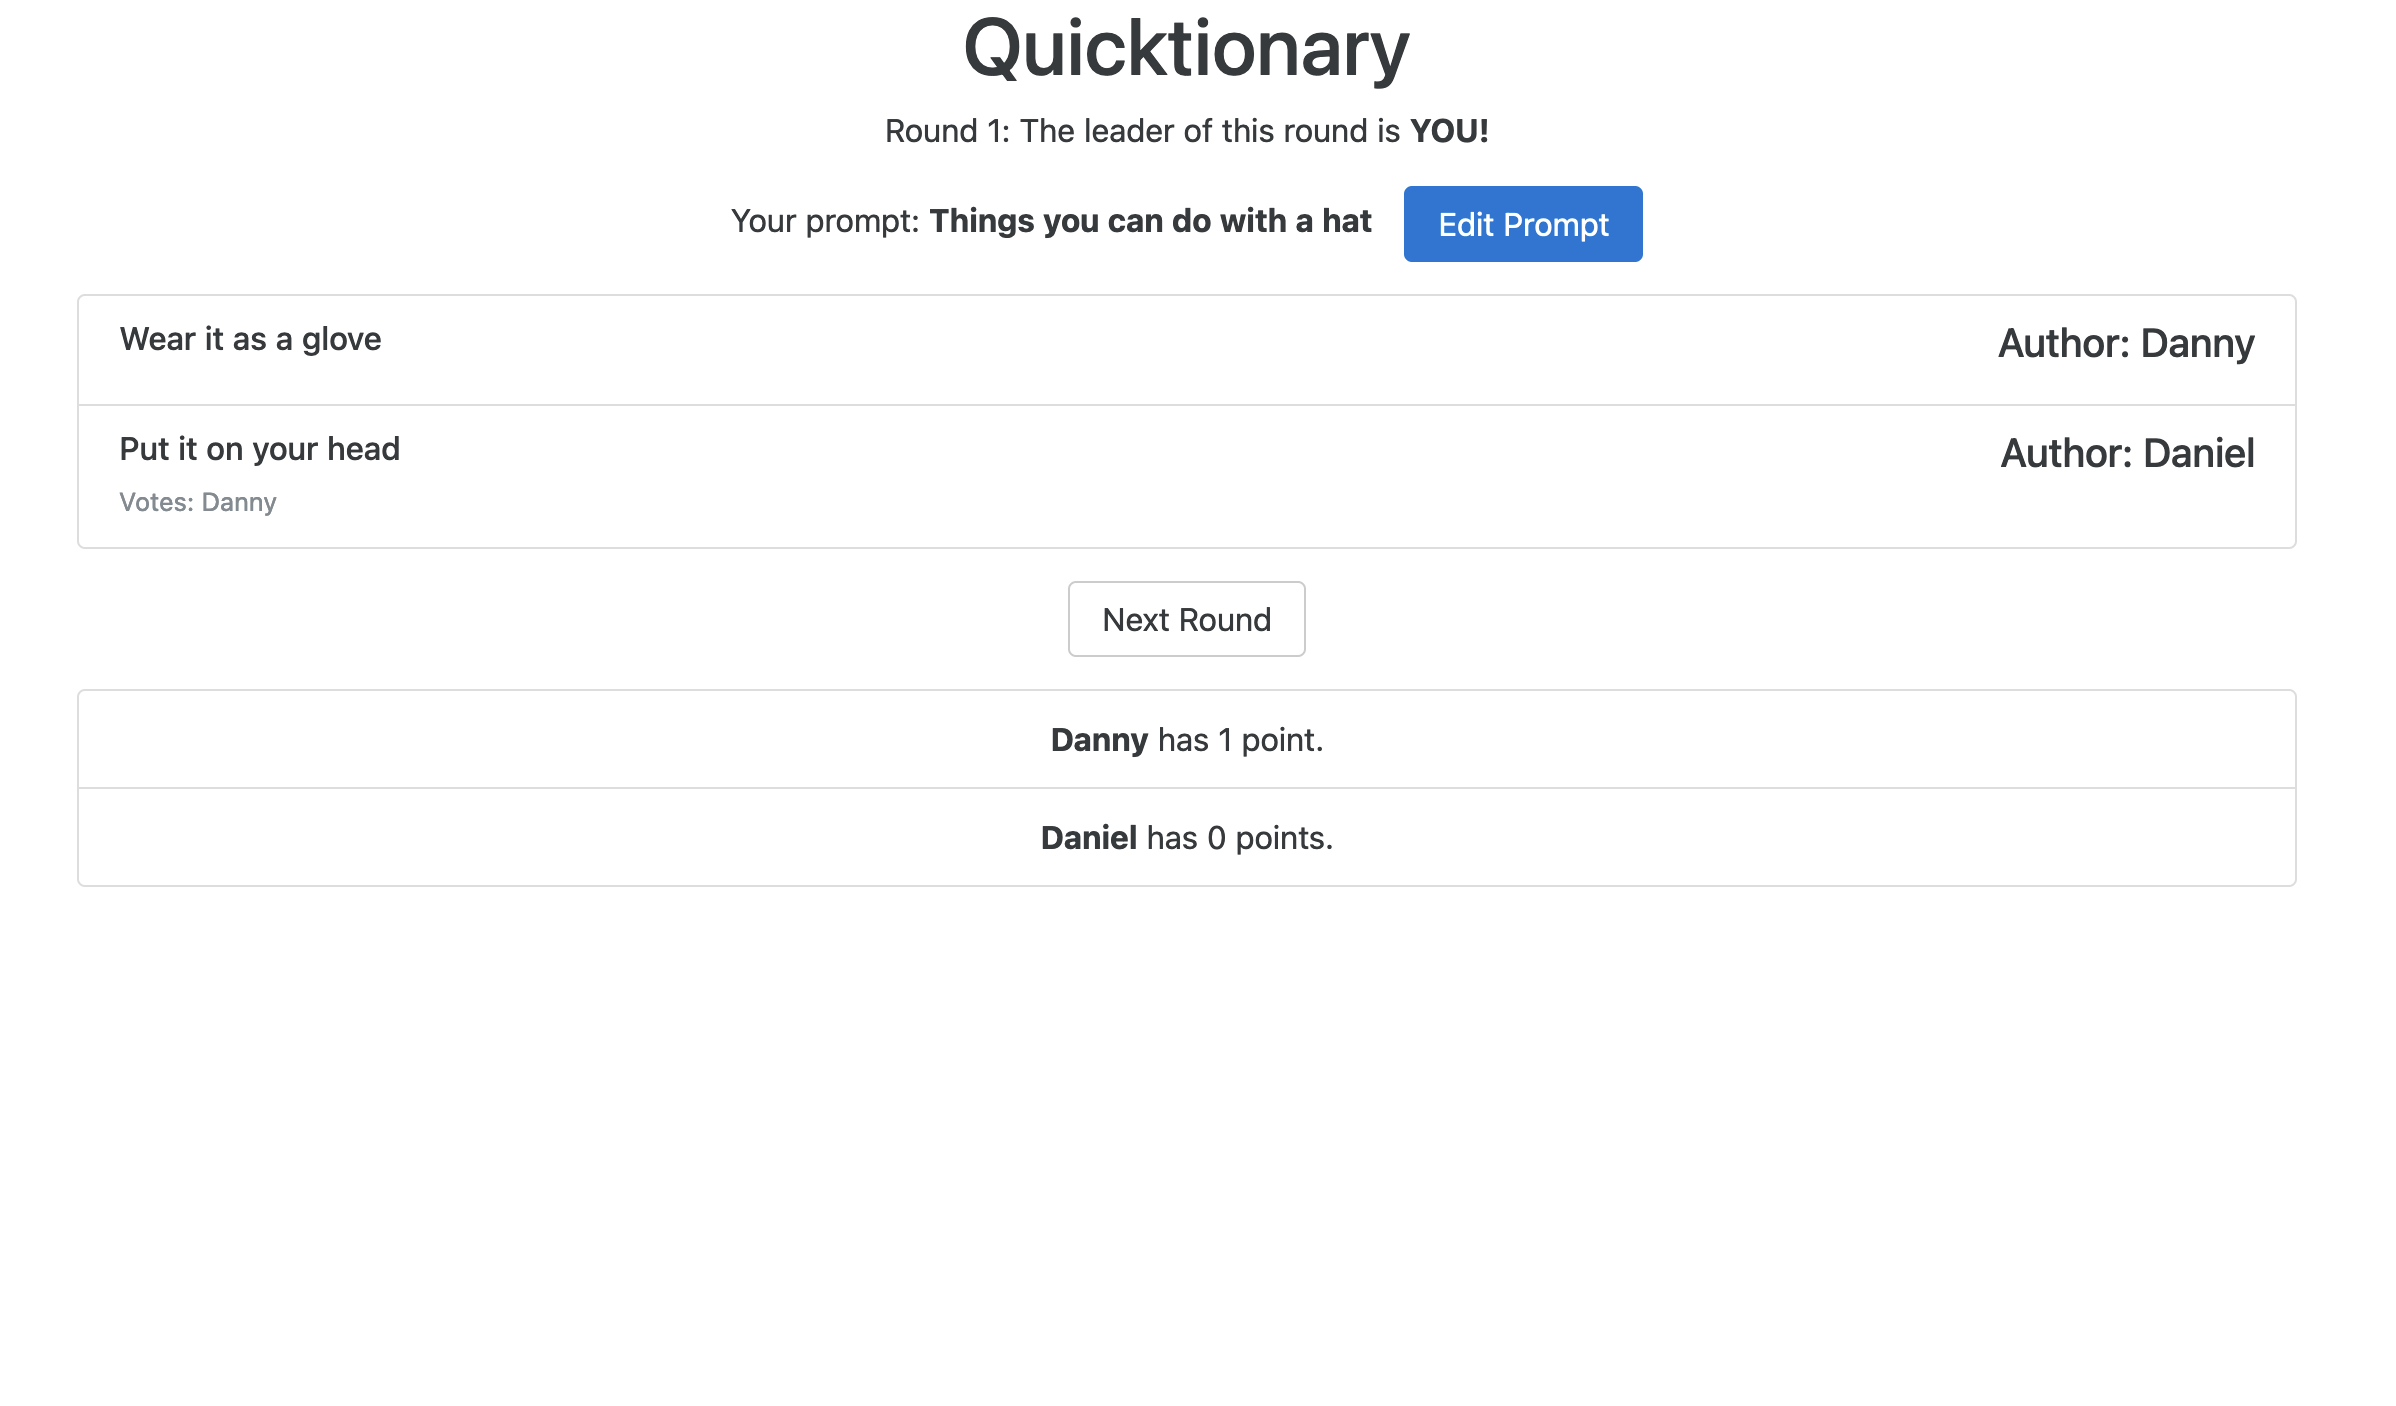 Quicktionary
Round 1: The leader of this round is YOU!
Your prompt: Things you can do with a hat Edit Prompt
Wear it as a glove Author: Danny
Put it on your head Author: Daniel
Votes: Danny
Next Round
Danny has 1 point.
Daniel has 0 points.